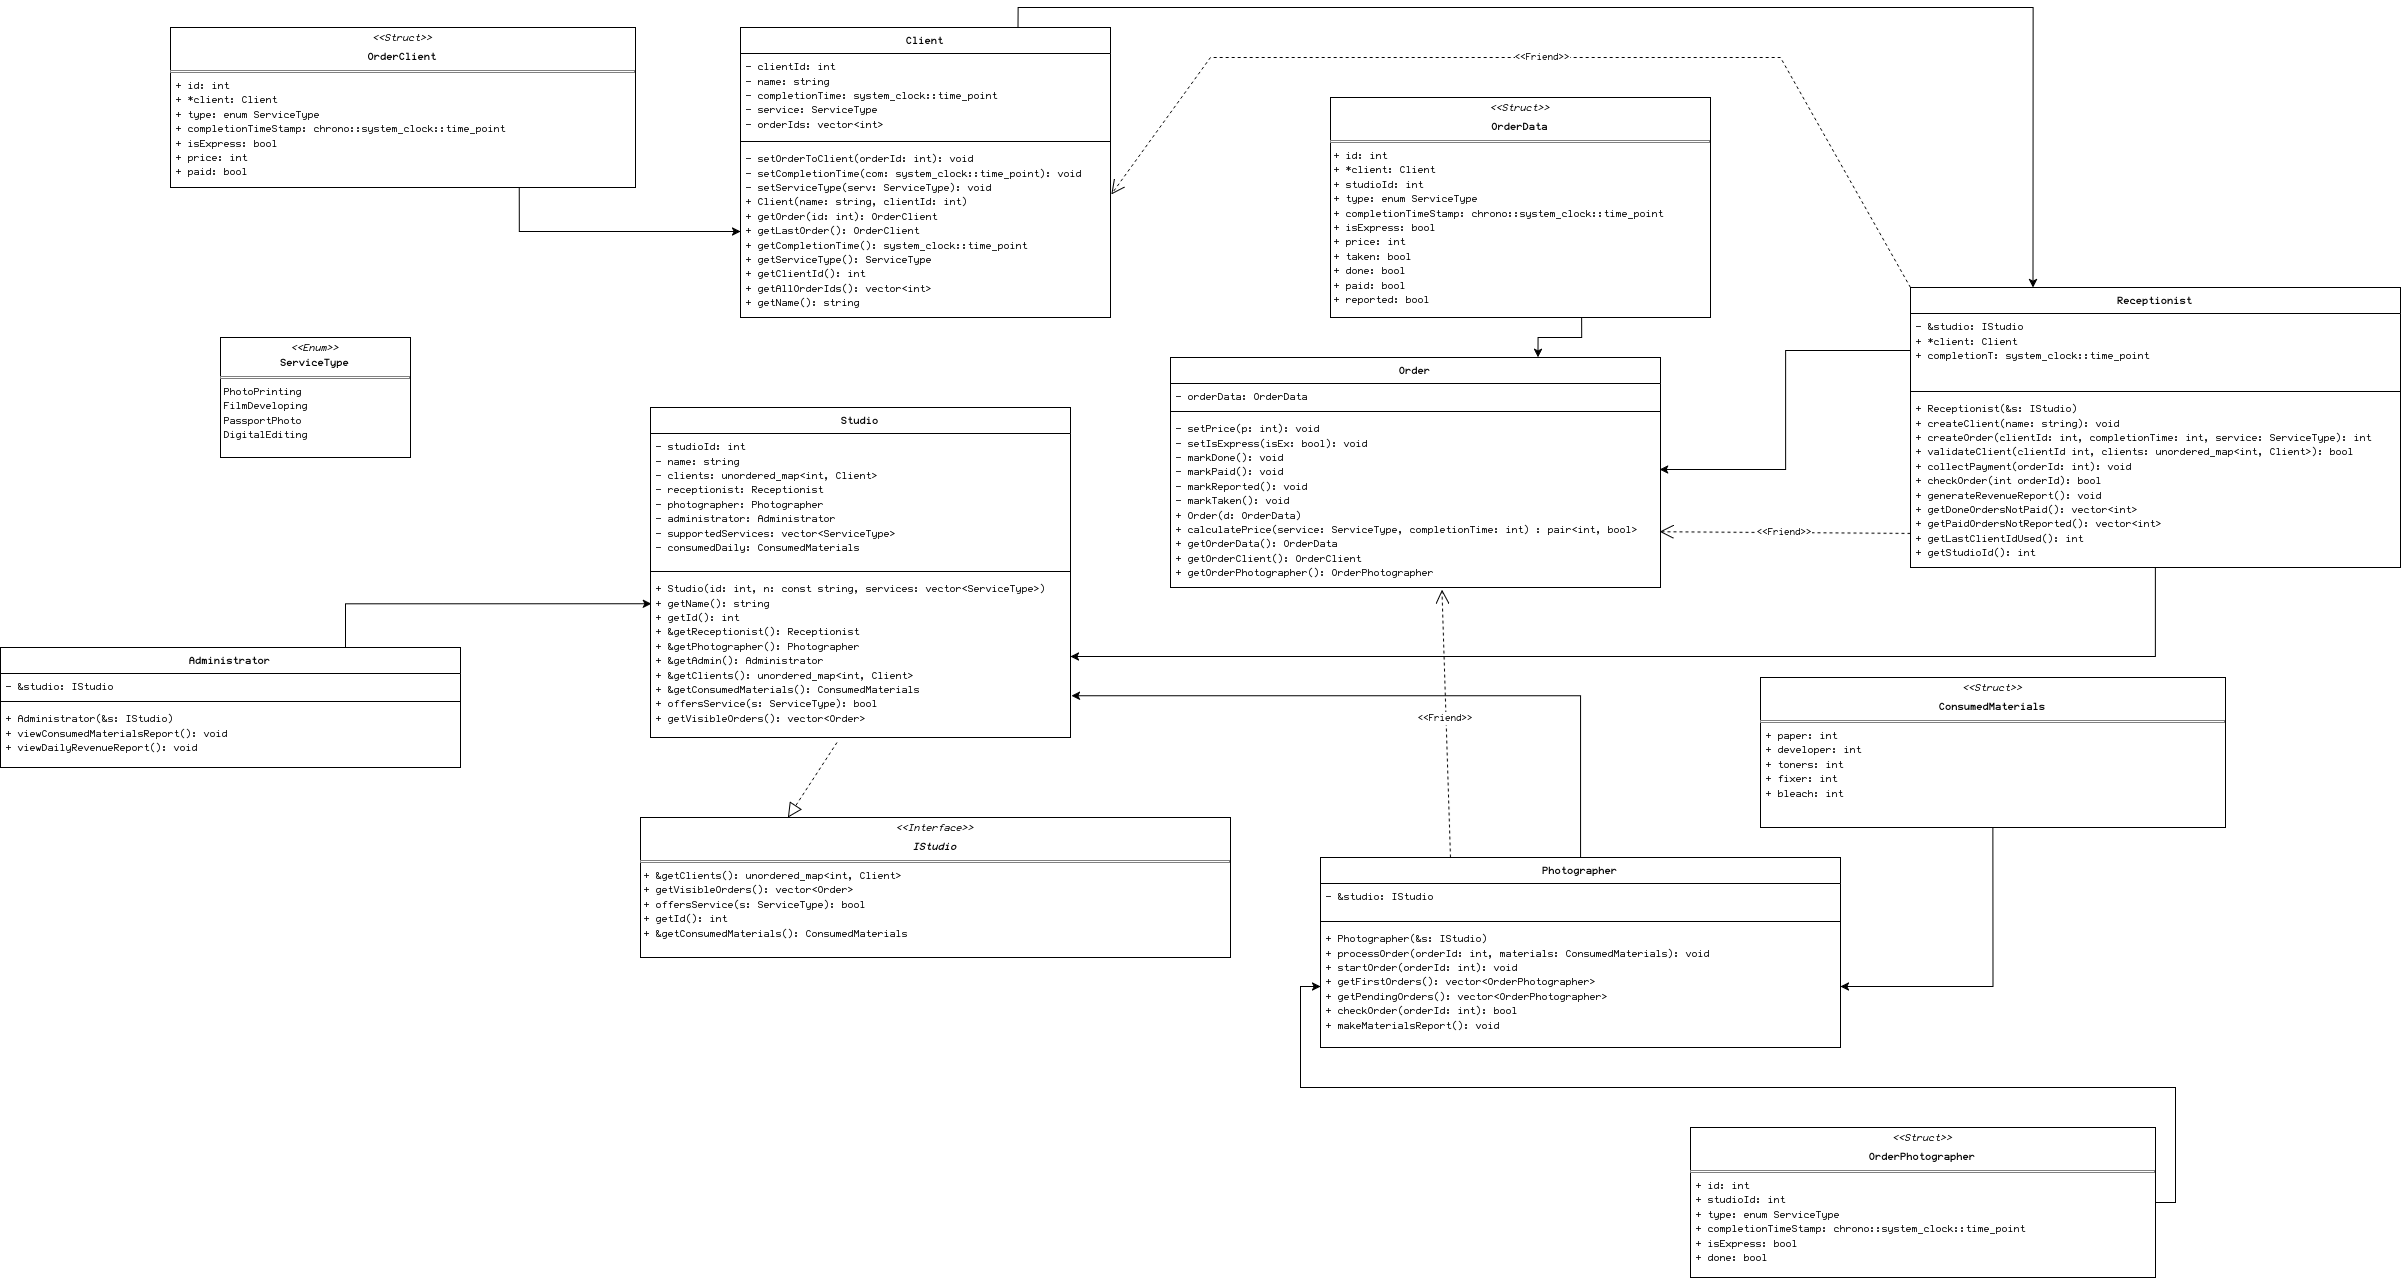 <<Struct>>
OrderClient
+ id: int
+ *client: Client
+ type: enum ServiceType
+ completionTimeStamp: chrono::system_clock::time_point
+ isExpress: bool
+ price: int
+ paid: bool
Client
- clientId: int
- name: string
- completionTime: system_clock::time_point
- service: ServiceType
- orderIds: vector<int>
- setOrderToClient(orderId: int): void
- setCompletionTime(com: system_clock::time_point): void
- setServiceType(serv: ServiceType): void
+ Client(name: string, clientId: int)
+ getOrder(id: int): OrderClient
+ getLastOrder(): OrderClient
+ getCompletionTime(): system_clock::time_point
+ getServiceType(): ServiceType
+ getClientId(): int
+ getAllOrderIds(): vector<int>
+ getName(): string
<<Friend>>
<<Struct>>
OrderData
+ id: int
+ *client: Client
+ studioId: int
+ type: enum ServiceType
+ completionTimeStamp: chrono::system_clock::time_point
+ isExpress: bool
+ price: int
+ taken: bool
+ done: bool
+ paid: bool
+ reported: bool
Receptionist
- &studio: IStudio
+ *client: Client
+ completionT: system_clock::time_point
+ Receptionist(&s: IStudio)
+ createClient(name: string): void
+ createOrder(clientId: int, completionTime: int, service: ServiceType): int
+ validateClient(clientId int, clients: unordered_map<int, Client>): bool
+ collectPayment(orderId: int): void
+ checkOrder(int orderId): bool
+ generateRevenueReport(): void
+ getDoneOrdersNotPaid(): vector<int>
+ getPaidOrdersNotReported(): vector<int>
+ getLastClientIdUsed(): int
+ getStudioId(): int
<<Enum>>
ServiceType
PhotoPrinting
FilmDeveloping
PassportPhoto
DigitalEditing
Order
- orderData: OrderData
- setPrice(p: int): void
- setIsExpress(isEx: bool): void
- markDone(): void
- markPaid(): void
- markReported(): void
- markTaken(): void
+ Order(d: OrderData)
+ calculatePrice(service: ServiceType, completionTime: int) : pair<int, bool>
+ getOrderData(): OrderData
+ getOrderClient(): OrderClient
+ getOrderPhotographer(): OrderPhotographer
<<Friend>>
Studio
- studioId: int
- name: string
- clients: unordered_map<int, Client>
- receptionist: Receptionist
- photographer: Photographer
- administrator: Administrator
- supportedServices: vector<ServiceType>
- consumedDaily: ConsumedMaterials
+ Studio(id: int, n: const string, services: vector<ServiceType>)
+ getName(): string
+ getId(): int
+ &getReceptionist(): Receptionist
+ &getPhotographer(): Photographer
+ &getAdmin(): Administrator
+ &getClients(): unordered_map<int, Client>
+ &getConsumedMaterials(): ConsumedMaterials
+ offersService(s: ServiceType): bool
+ getVisibleOrders(): vector<Order>
Administrator
- &studio: IStudio
+ Administrator(&s: IStudio)
+ viewConsumedMaterialsReport(): void
+ viewDailyRevenueReport(): void
<<Friend>>
<<Struct>>
ConsumedMaterials
+ paper: int
+ developer: int
+ toners: int
+ fixer: int
+ bleach: int
<<Interface>>
IStudio
+ &getClients(): unordered_map<int, Client>
+ getVisibleOrders(): vector<Order>
+ offersService(s: ServiceType): bool
+ getId(): int
+ &getConsumedMaterials(): ConsumedMaterials
Photographer
- &studio: IStudio
+ Photographer(&s: IStudio)
+ processOrder(orderId: int, materials: ConsumedMaterials): void
+ startOrder(orderId: int): void
+ getFirstOrders(): vector<OrderPhotographer>
+ getPendingOrders(): vector<OrderPhotographer>
+ checkOrder(orderId: int): bool
+ makeMaterialsReport(): void
<<Struct>>
OrderPhotographer
+ id: int
+ studioId: int
+ type: enum ServiceType
+ completionTimeStamp: chrono::system_clock::time_point
+ isExpress: bool
+ done: bool